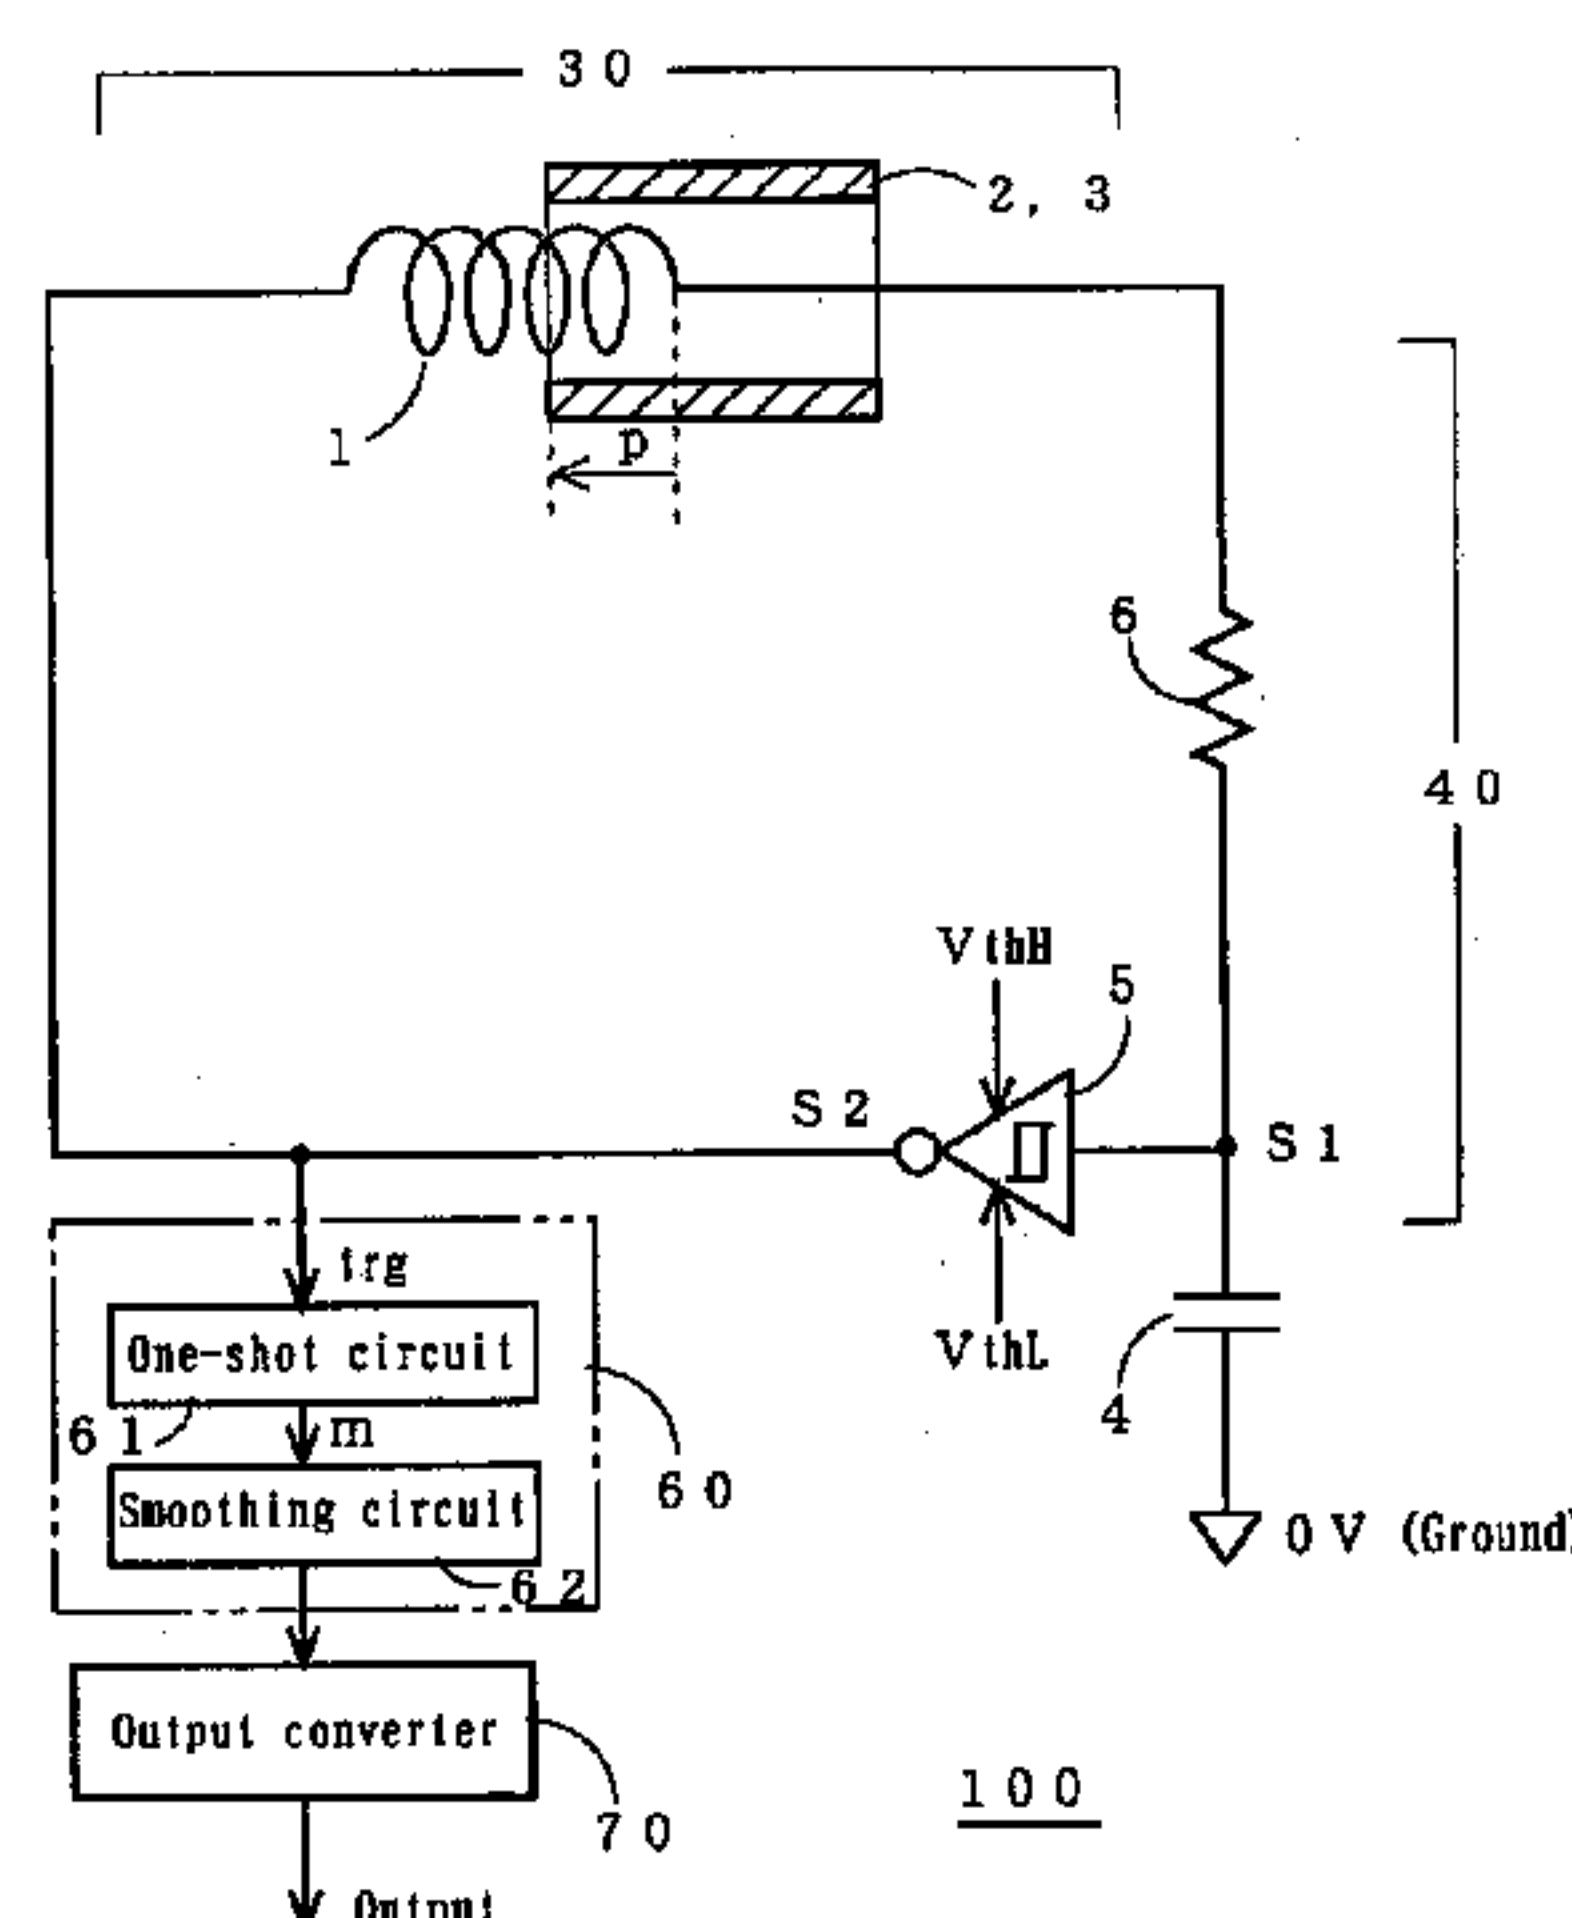 30
2, 3
1
p
6
40
VthH
5
S2
S1
trg
VthL
One-shot circuit
4
61
m
60
Smoothing circuit
0V (Ground)
62
Output converter
100
70
Output